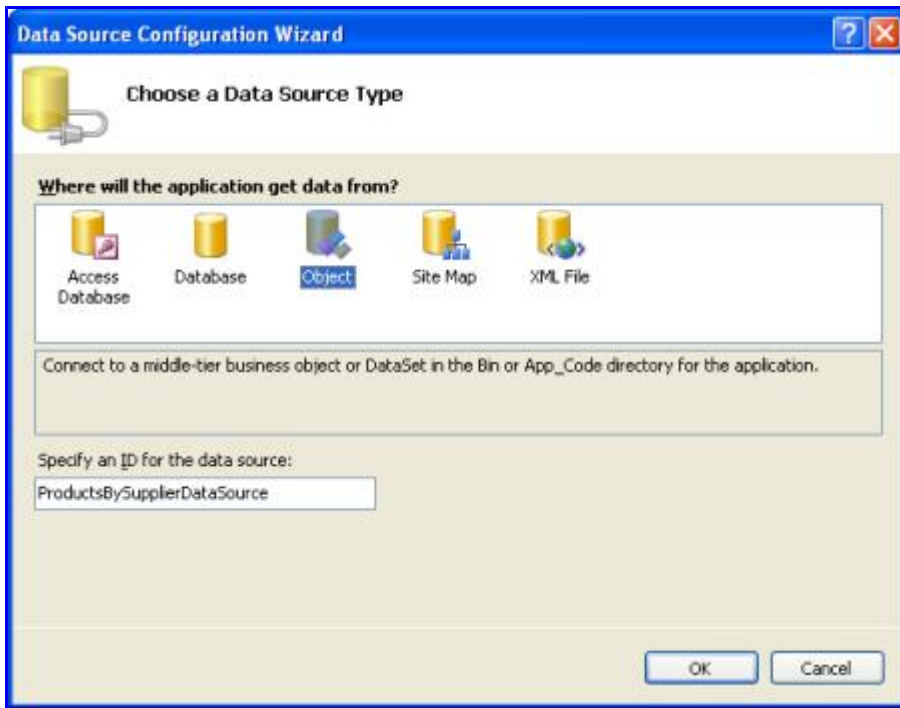 Data Source Configuration Wizard
Choose a Data Source Type
Where will the application get data from?
Access Database
Database
Object
Site Map
XML File
Connect to a middle-tier business object or DataSet in the Bin or App_Code directory for the application.
Specify an ID for the data source:
ProductsBySupplierDataSource
OK
Cancel